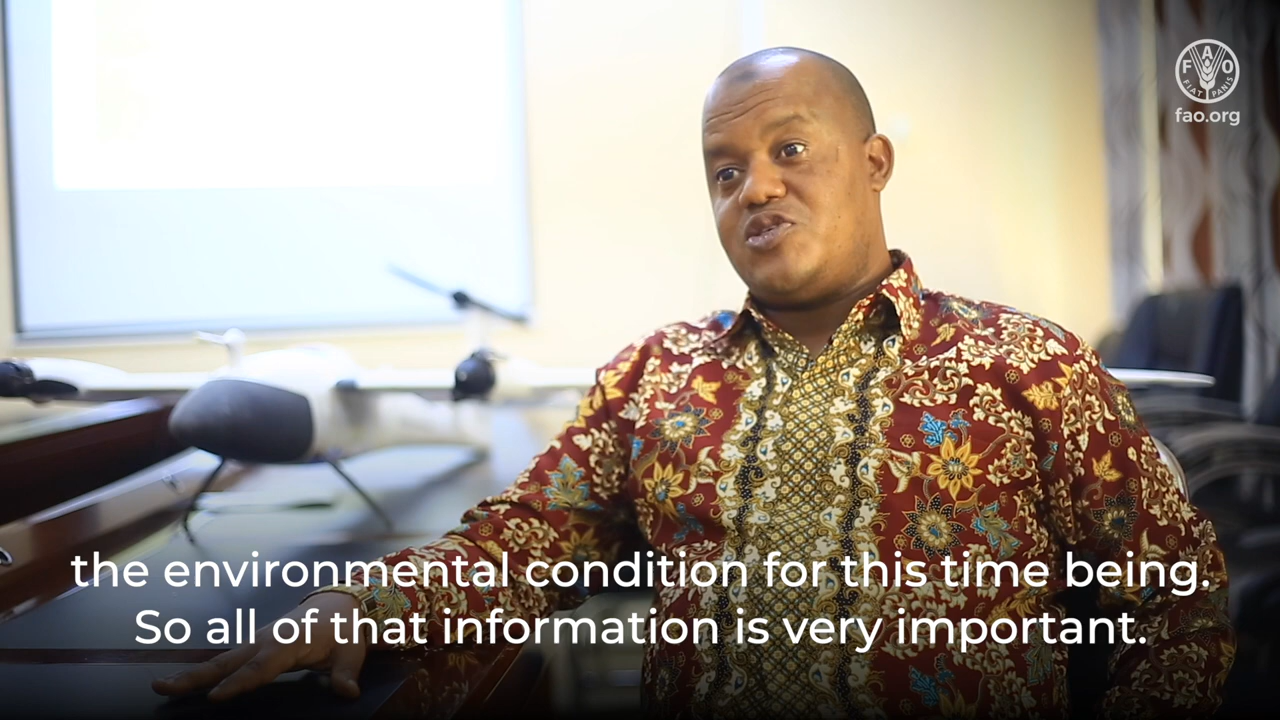 F A O
FIAT PANIS
fao.org
the environmental condition for this time being.
So all of that information is very important.